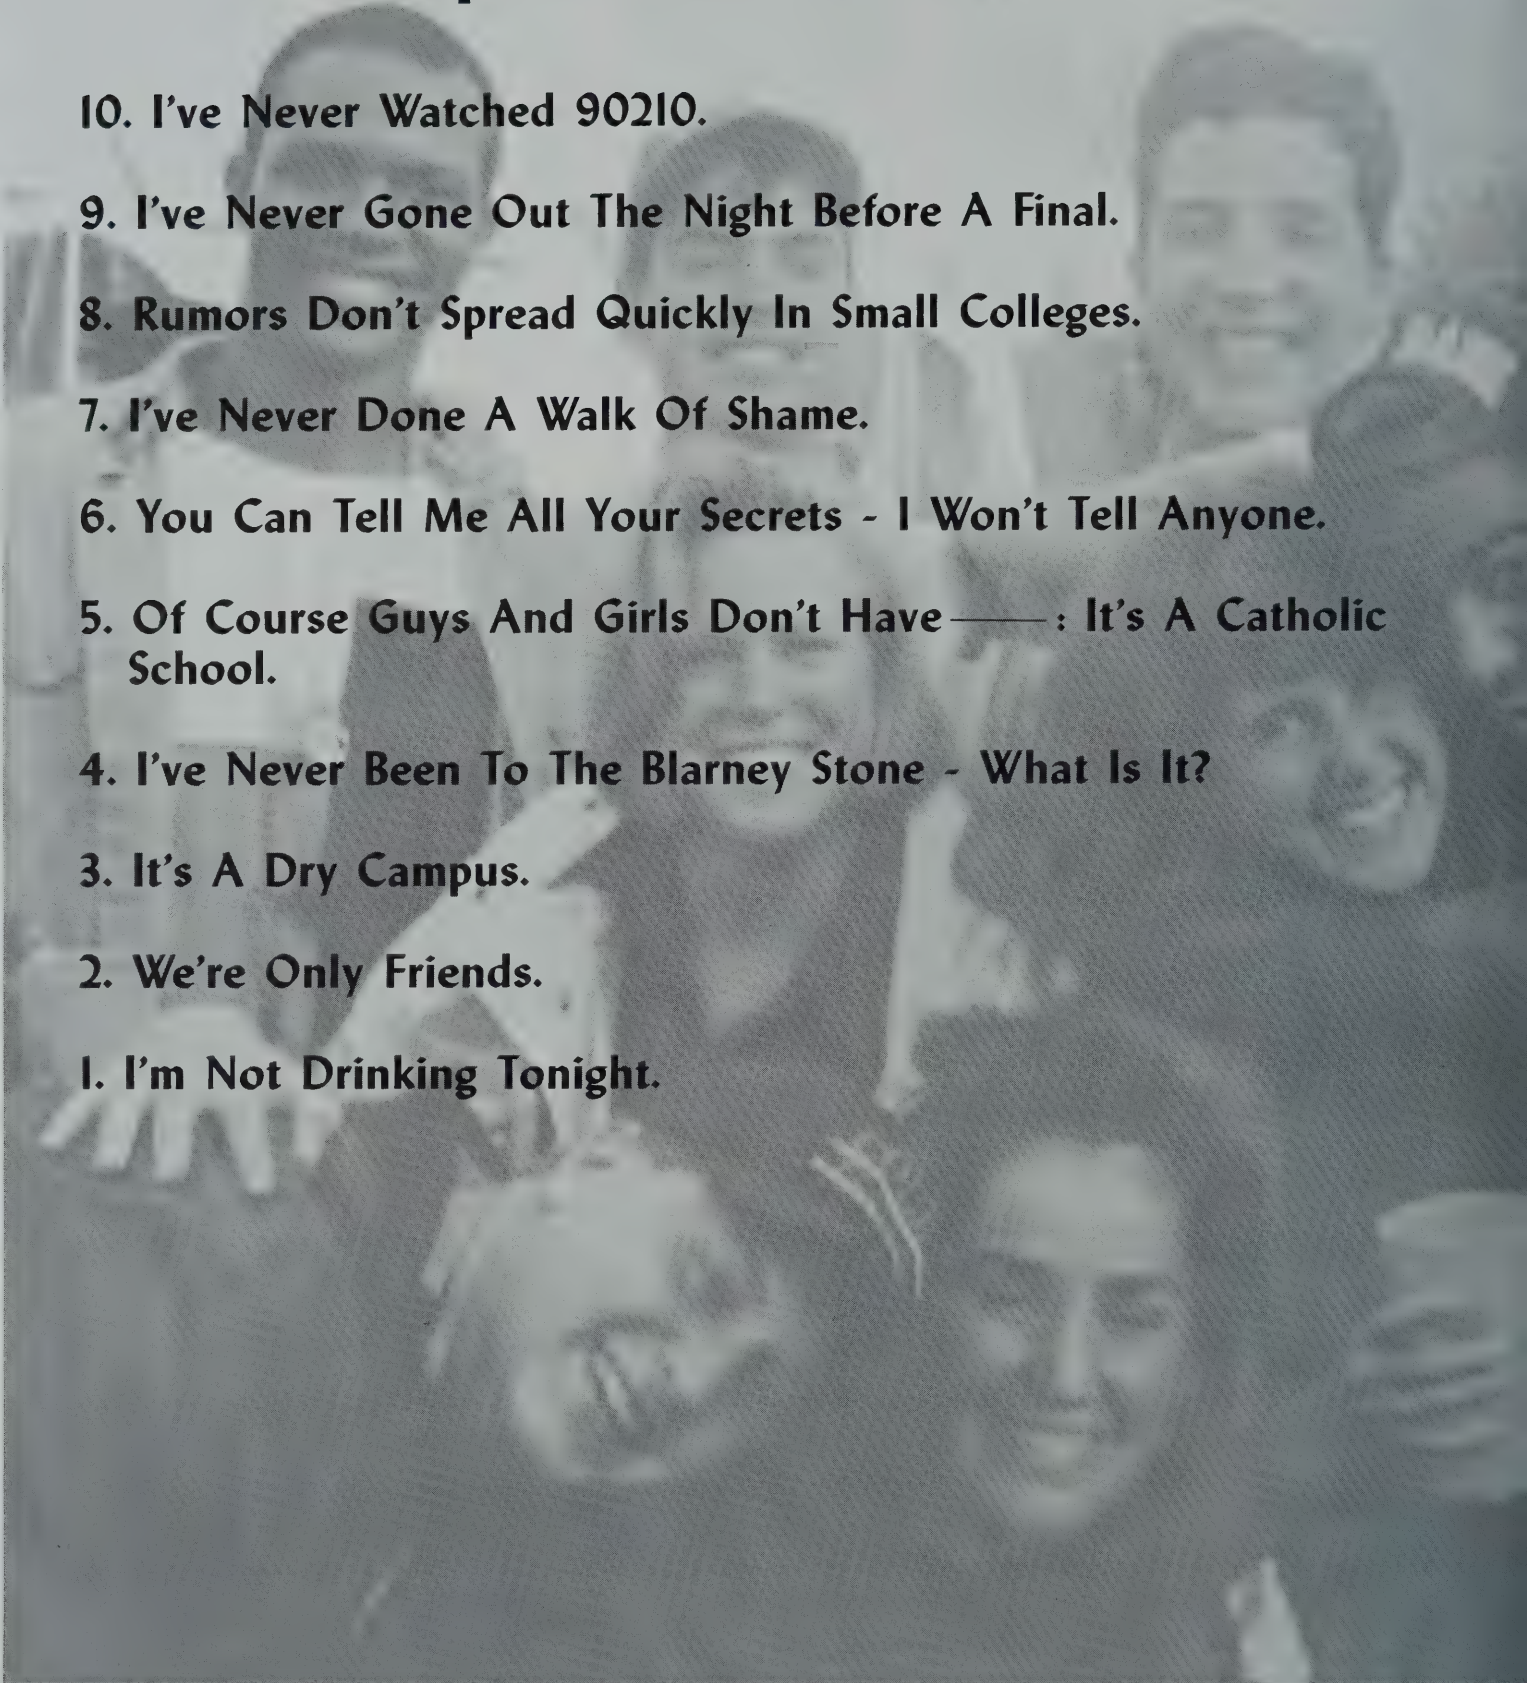 10. I've Never Watched 90210.
9. I've Never Gone Out The Night Before A Final.
8. Rumors Don't Spread Quickly In Small Colleges.
7. I've Never Done A Walk Of Shame.
6. You Can Tell Me All Your Secrets - I Won't Tell Anyone.
5. Of Course Guys And Girls Don't Have——: It's A Catholic
School.
4. I've Never Been To The Blarney Stone - What Is It?
3. It's A Dry Campus.
2. We're Only Friends.
1. I'm Not Drinking Tonight.